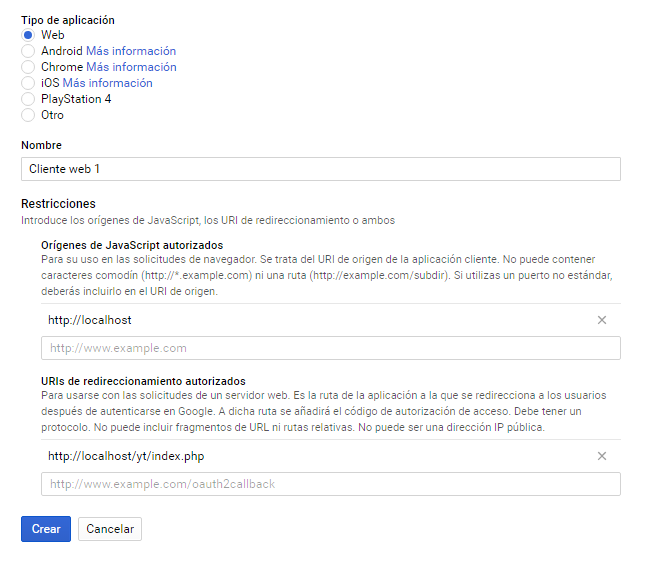 Tipo de aplicación
Web
Android Más información
Chrome Más información
iOS Más información
PlayStation 4
Otro
Nombre
Cliente web 1
Restricciones
Introduce los orígenes de JavaScript, los URI de redireccionamiento o ambos
Orígenes de JavaScript autorizados
Para su uso en las solicitudes de navegador. Se trata del URI de origen de la aplicación cliente. No puede contener
caracteres comodín (http://*.example.com) ni una ruta (http://example.com/subdir). Si utilizas un puerto no estándar,
deberás incluirlo en el URI de origen.
http://localhost
http://www.example.com
URIs de redireccionamiento autorizados
Para usarse con las solicitudes de un servidor web. Es la ruta de la aplicación a la que se redirecciona a los usuarios
después de autenticarse en Google. A dicha ruta se añadirá el código de autorización de acceso. Debe tener un
protocolo. No puede incluir fragmentos de URL ni rutas relativas. No puede ser una dirección IP pública.
http://localhost/yt/index.php
http://www.example.com/oauth2callback
Crear Cancelar